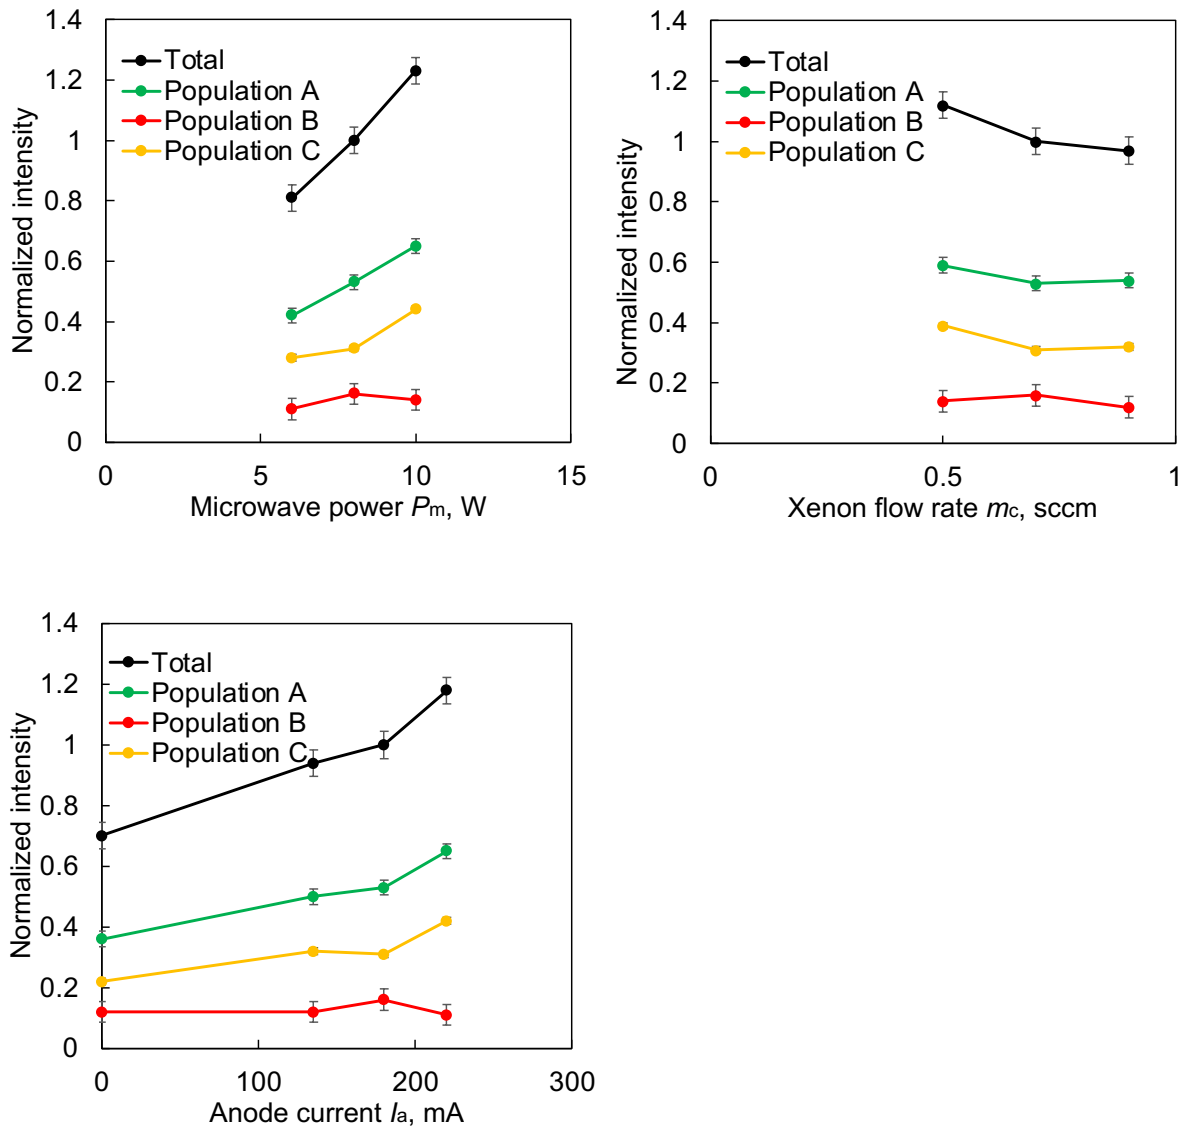 1.4
1.2
1
0.8
0.6
0.4
0.2
0
Normalized intensity
Total
Population A
Population B
Population C
0 5 10 15
Microwave power Pm, W
1.4
1.2
1
0.8
0.6
0.4
0.2
0
Normalized intensity
Total
Population A
Population B
Population C
0 0.5 1
Xenon flow rate mc, sccm
1.4
1.2
1
0.8
0.6
0.4
0.2
0
Normalized intensity
Total
Population A
Population B
Population C
0 100 200 300
Anode current Ia, mA